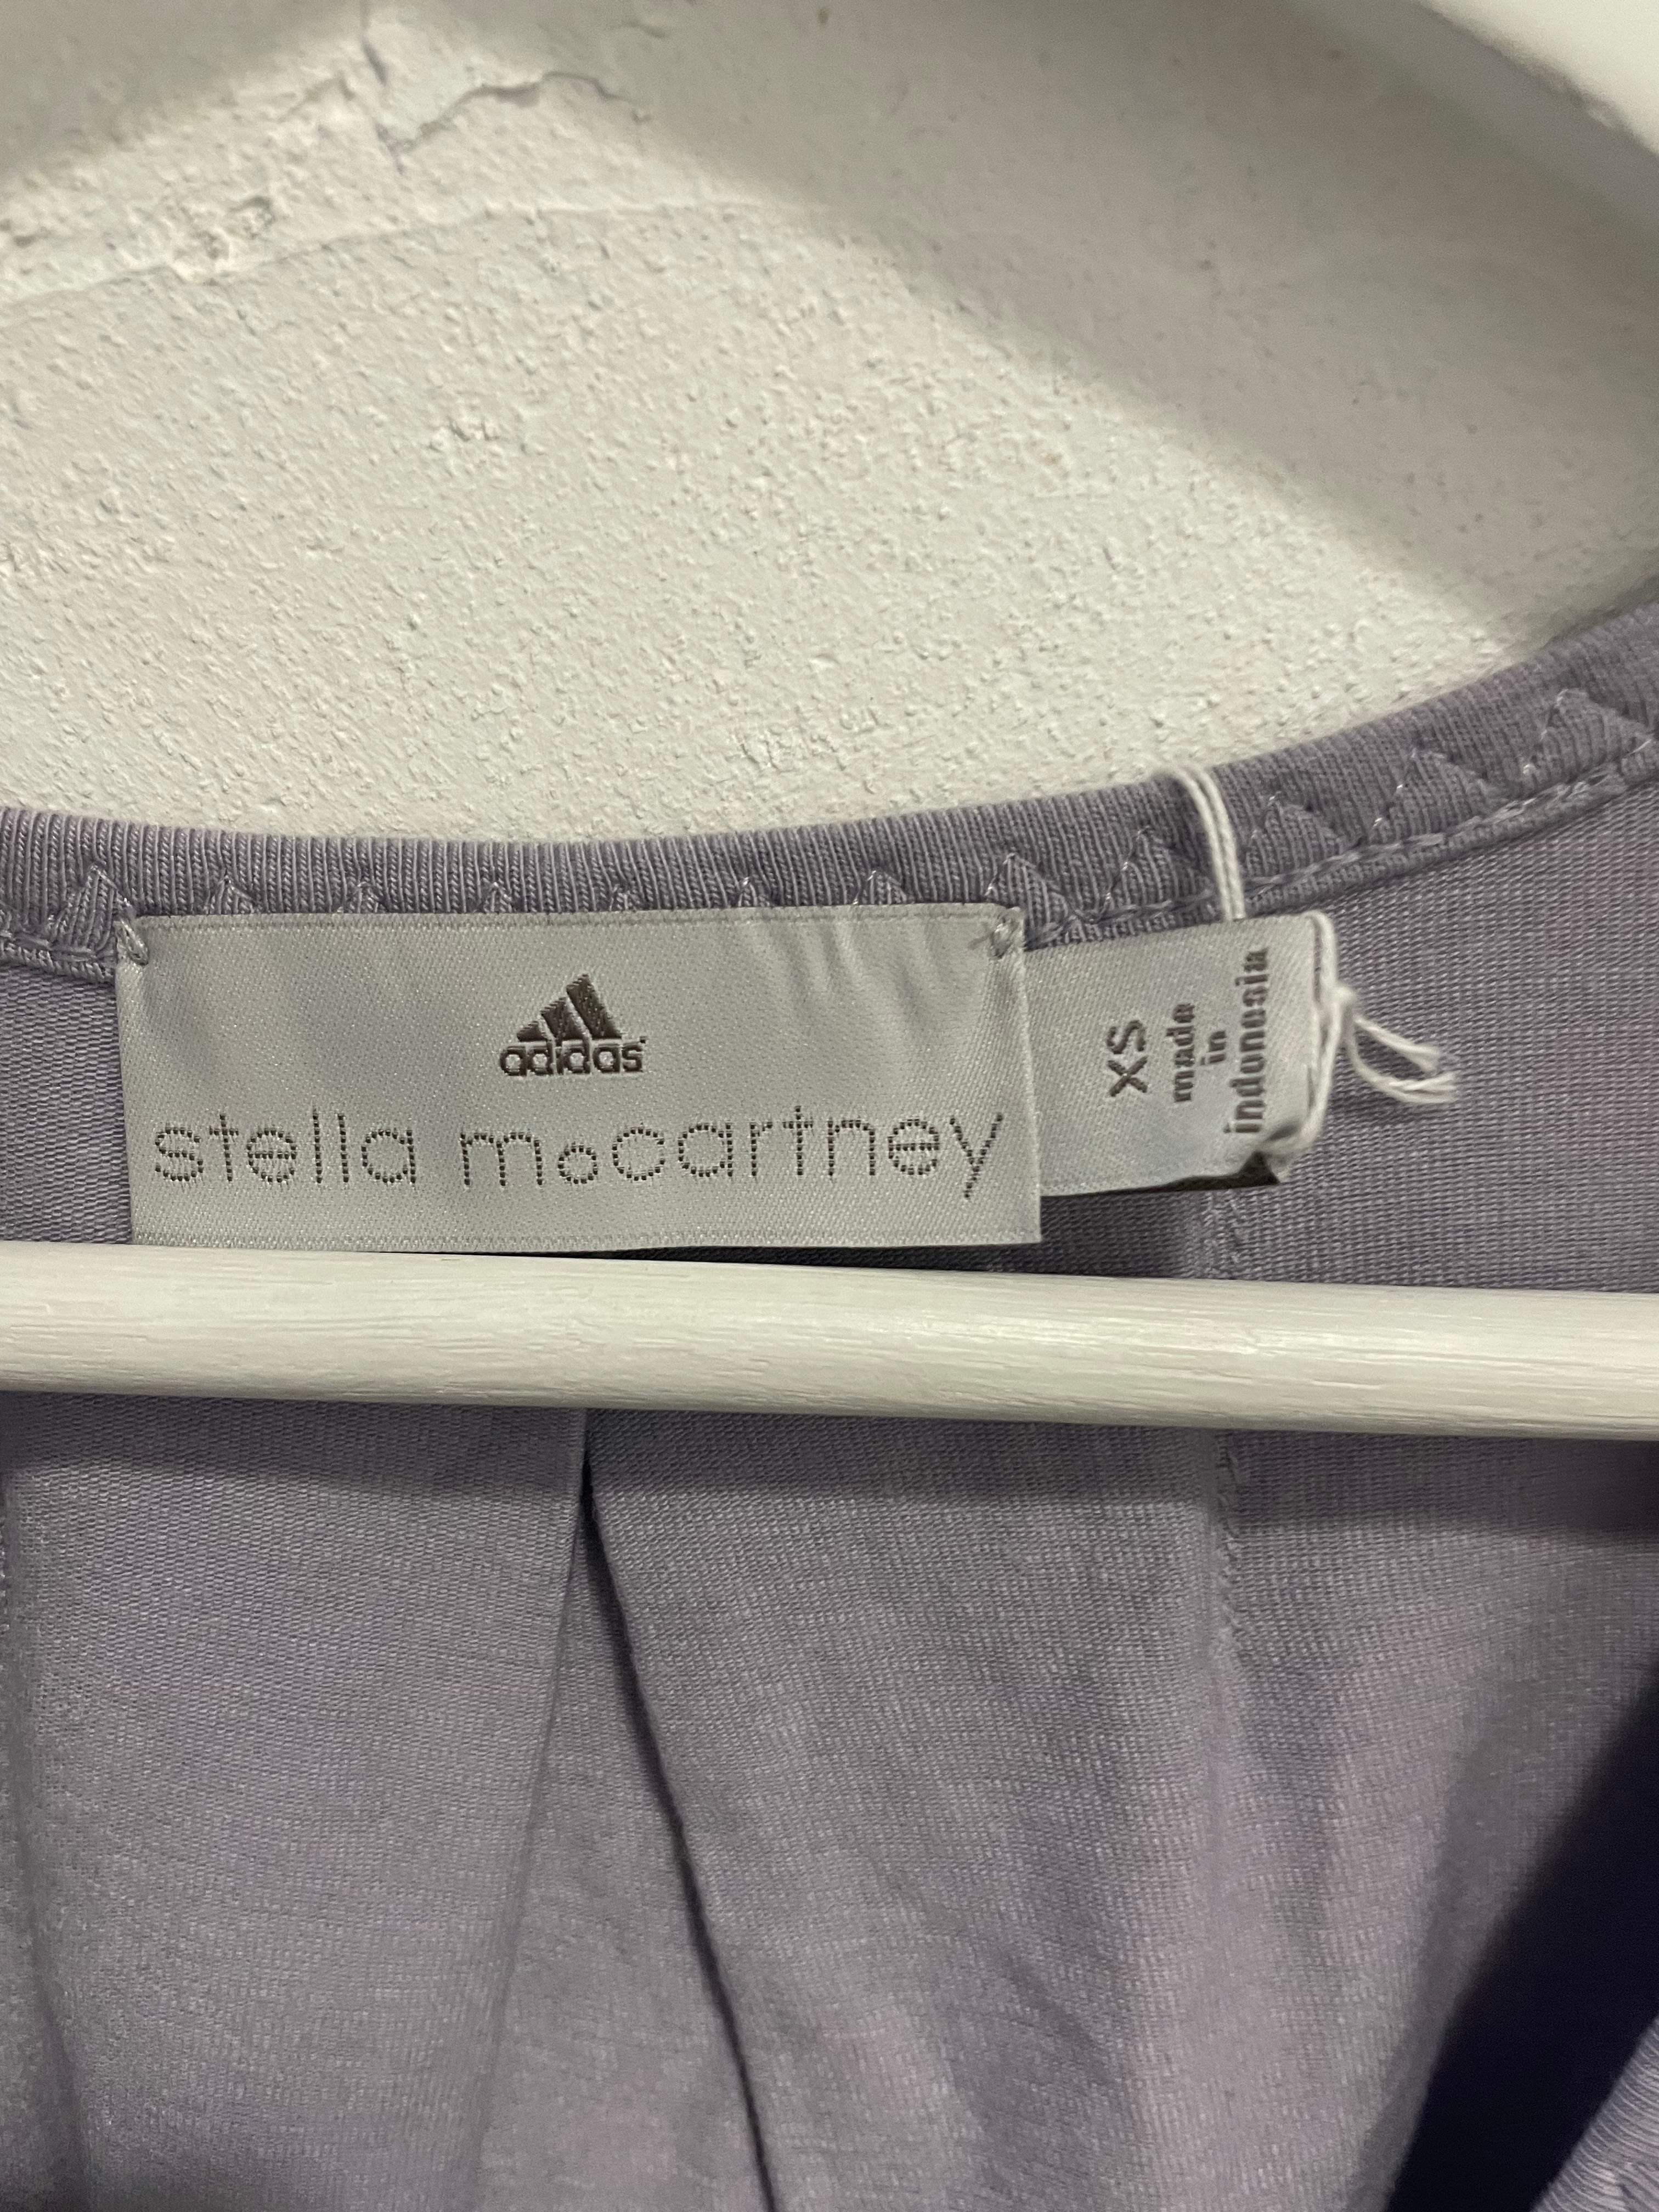 adidas
stella mccartney
XS
made
in
indonesia